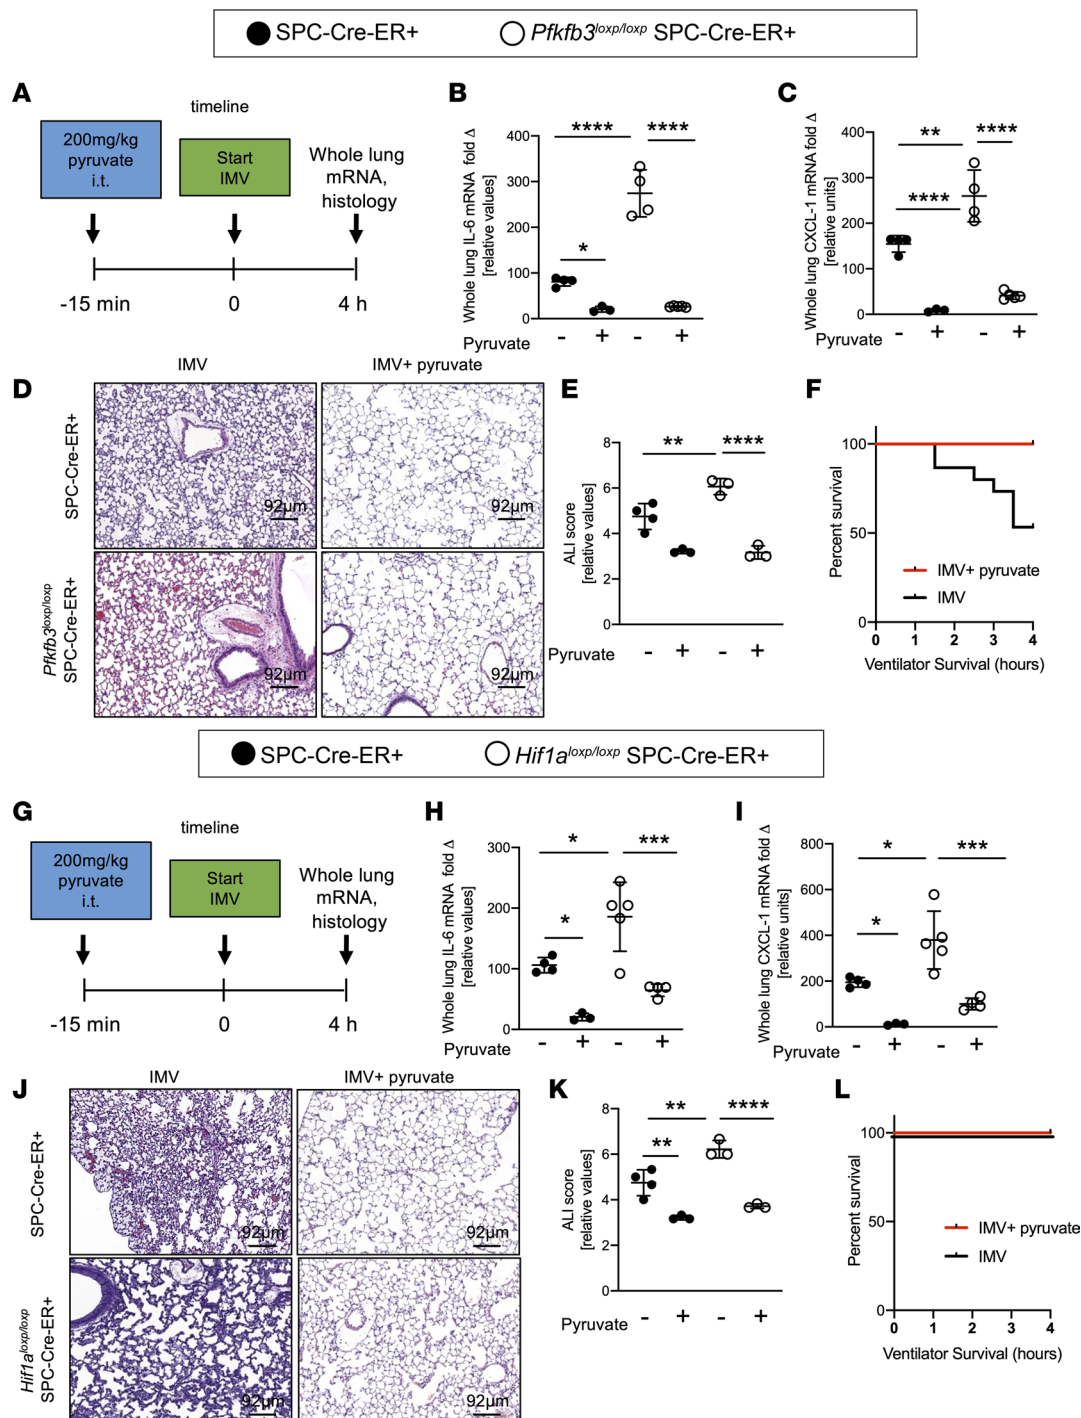 SPC-Cre-ER+ Pfkfb3loxp/loxp SPC-Cre-ER+
A
timeline
200mg/kg
pyruvate
i.t.
Start
IMV
Whole lung
mRNA,
histology
-15 min 0 4 h
B
Whole lung IL-6 mRNA fold Δ
[relative values]
400
300
200
100
0
**** ****
*
Pyruvate - + - +
C
Whole lung CXCL-1 mRNA fold Δ
[relative units]
400
300
200
100
0
** ****
****
Pyruvate - + - +
D
IMV IMV+ pyruvate
SPC-Cre-ER+
92µm 92µm
Pfkfb3loxp/loxp
SPC-Cre-ER+
92µm 92µm
E
ALI score
[relative values]
8
6
4
2
0
** ****
Pyruvate - + - +
F
Percent survival
100
50
0
IMV+ pyruvate
IMV
0 1 2 3 4
Ventilator Survival (hours)
SPC-Cre-ER+ Hif1aloxp/loxp SPC-Cre-ER+
G
timeline
200mg/kg
pyruvate
i.t.
Start
IMV
Whole lung
mRNA,
histology
-15 min 0 4 h
H
Whole lung IL-6 mRNA fold Δ
[relative values]
300
200
100
0
* ***
*
Pyruvate - + - +
I
Whole lung CXCL-1 mRNA fold Δ
[relative units]
800
600
400
200
0
* ***
*
Pyruvate - + - +
J
IMV IMV+ pyruvate
SPC-Cre-ER+
92µm 92µm
Hif1aloxp/loxp
SPC-Cre-ER+
92µm 92µm
K
ALI score
[relative values]
8
6
4
2
0
** ****
**
Pyruvate - + - +
L
Percent survival
100
50
0
IMV+ pyruvate
IMV
0 1 2 3 4
Ventilator Survival (hours)